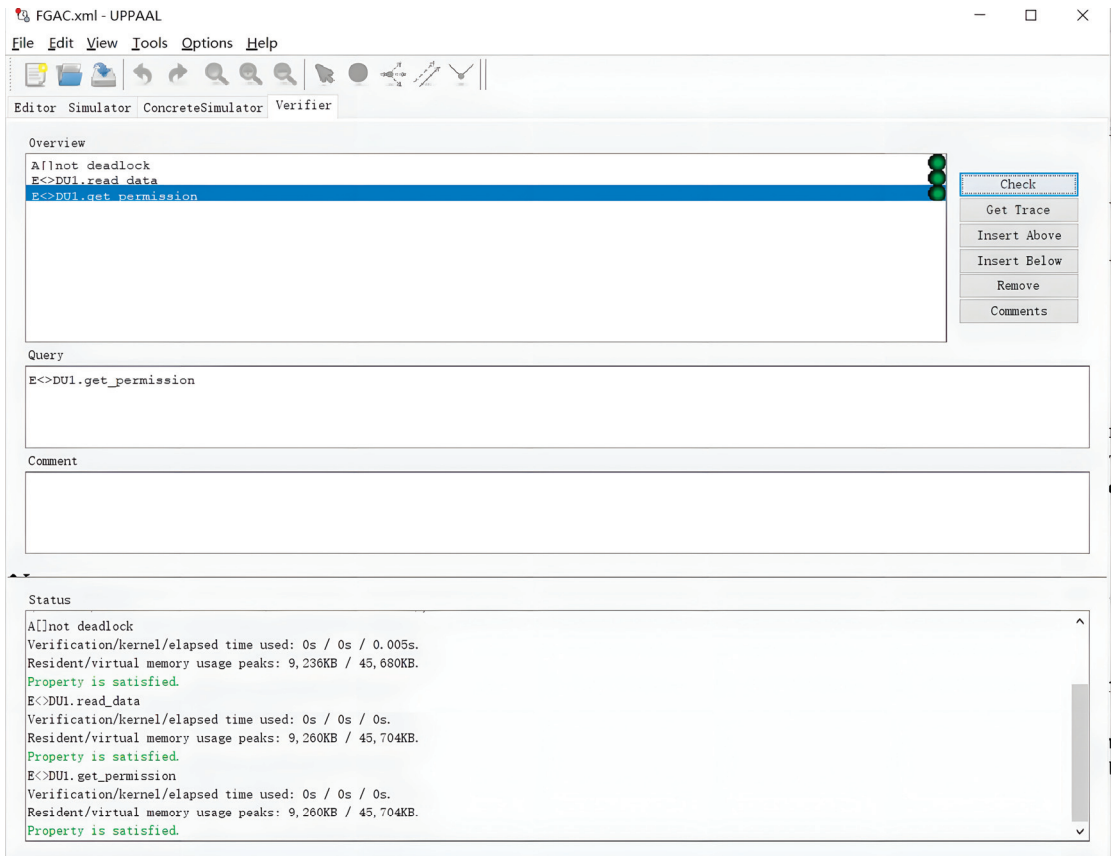 FGAC.xml - UPPAAL
File Edit View Tools Options Help
Editor Simulator ConcreteSimulator Verifier
Overview
A[]not deadlock
E<>DU1.read_data
E<>DU1.get_permission
Check
Get Trace
Insert Above
Insert Below
Remove
Comments
Query
E<>DU1.get_permission
Comment
Status
A[]not deadlock
Verification/kernel/elapsed time used: 0s / 0s / 0.005s.
Resident/virtual memory usage peaks: 9,236KB / 45,680KB.
Property is satisfied.
E<>DU1.read_data
Verification/kernel/elapsed time used: 0s / 0s / 0s.
Resident/virtual memory usage peaks: 9,260KB / 45,704KB.
Property is satisfied.
E<>DU1.get_permission
Verification/kernel/elapsed time used: 0s / 0s / 0s.
Resident/virtual memory usage peaks: 9,260KB / 45,704KB.
Property is satisfied.